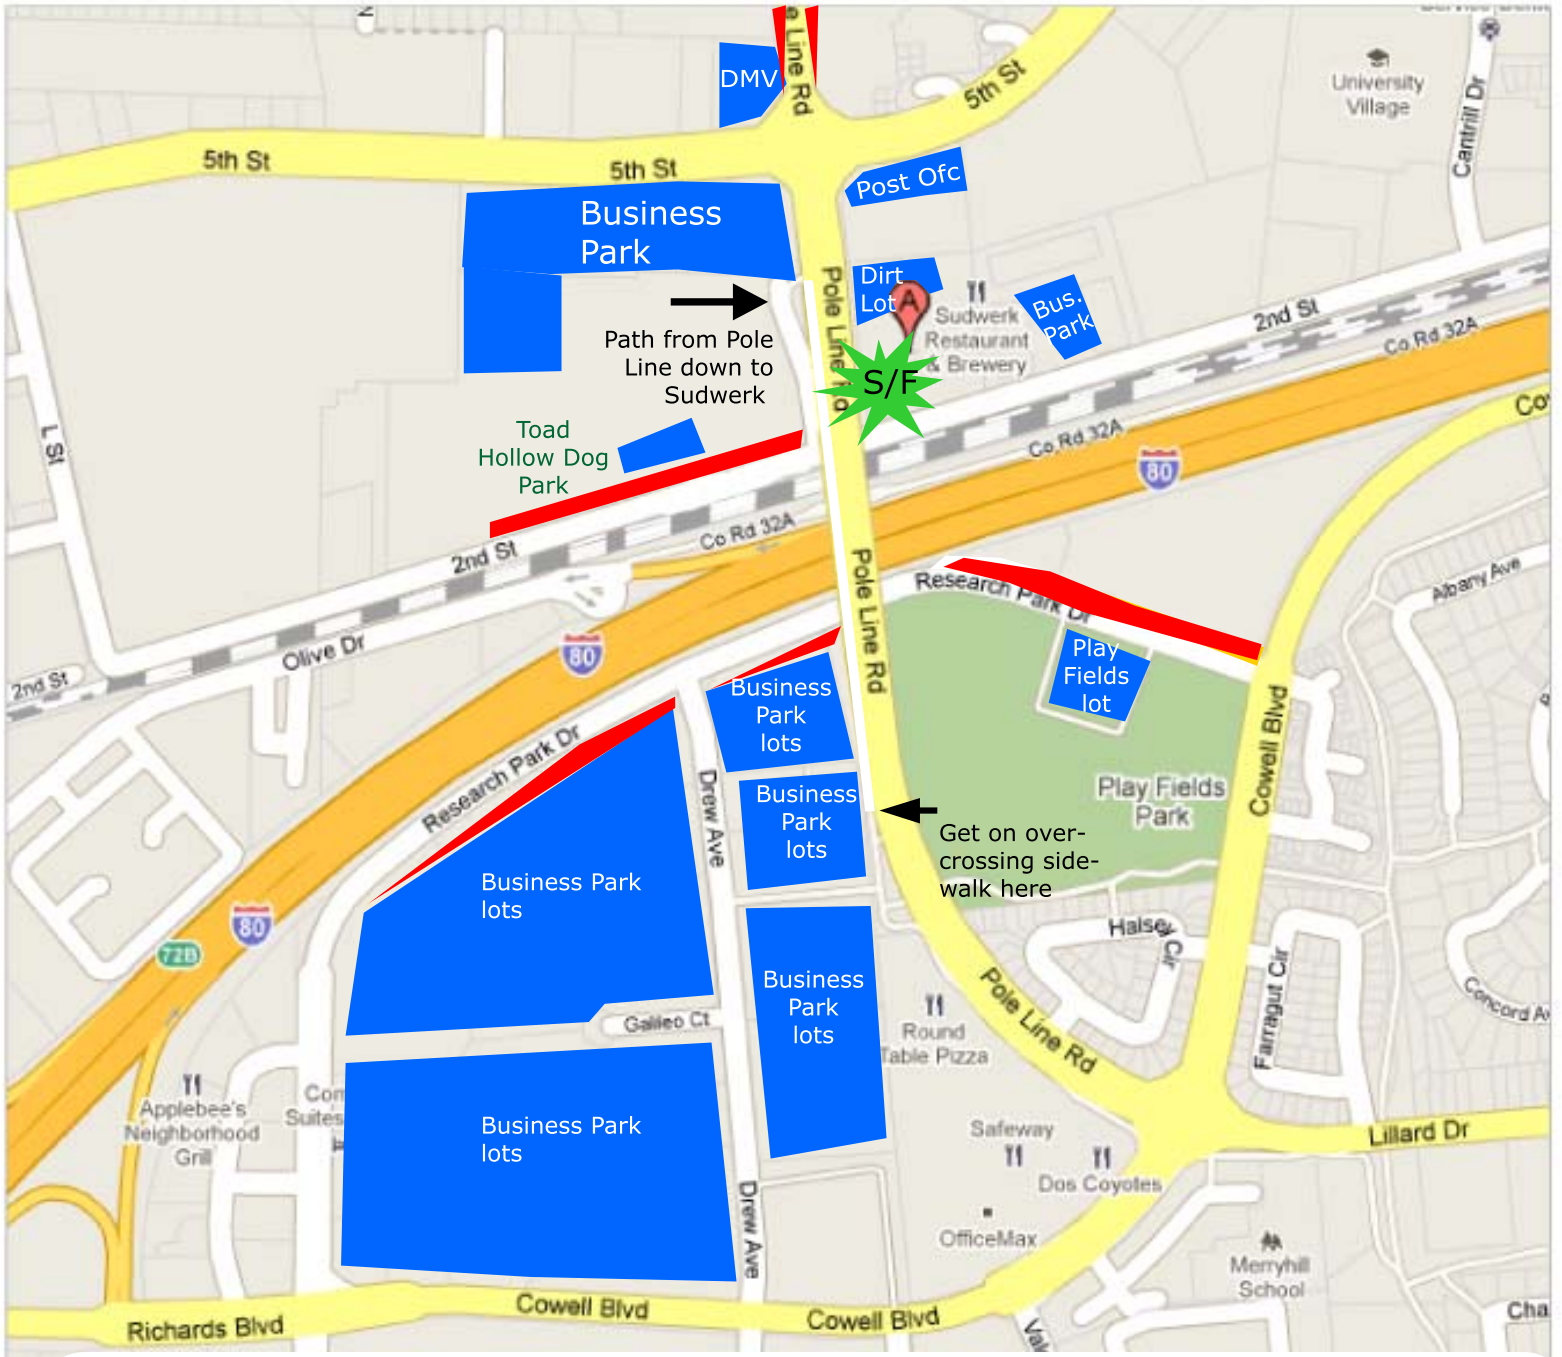 N
e Line Rd
DMV
5th St
University
Village
Cantrill Dr
5th St
5th St
Post Ofc
Business
Park
Pole Line Rd
Dirt
Lot
A
Sudwerk
Restaurant
& Brewery
Bus.
Park
2nd St
Co Rd 32A
Path from Pole
Line down to
Sudwerk
S/F
L St
Toad
Hollow Dog
Park
Co Rd 32A
80
2nd St
Co Rd 32A
Pole Line Rd
Research Park Dr
Albany Ave
Olive Dr
80
2nd St
Play
Fields
lot
Business
Park
lots
Cowell Blvd
Research Park Dr
Drew Ave
Business
Park
lots
Play Fields
Park
Get on over-
crossing side-
walk here
Business Park
lots
80
72B
Halsey Cir
Farragut Cir
Concord Av
Business
Park
lots
Pole Line Rd
Galileo Ct
Round
Table Pizza
Applebee's
Neighborhood
Grill
Com
Suites
Business Park
lots
Safeway
Dos Coyotes
Lillard Dr
Drew Ave
OfficeMax
Merryhill
School
Richards Blvd
Cowell Blvd
Cowell Blvd
Cha